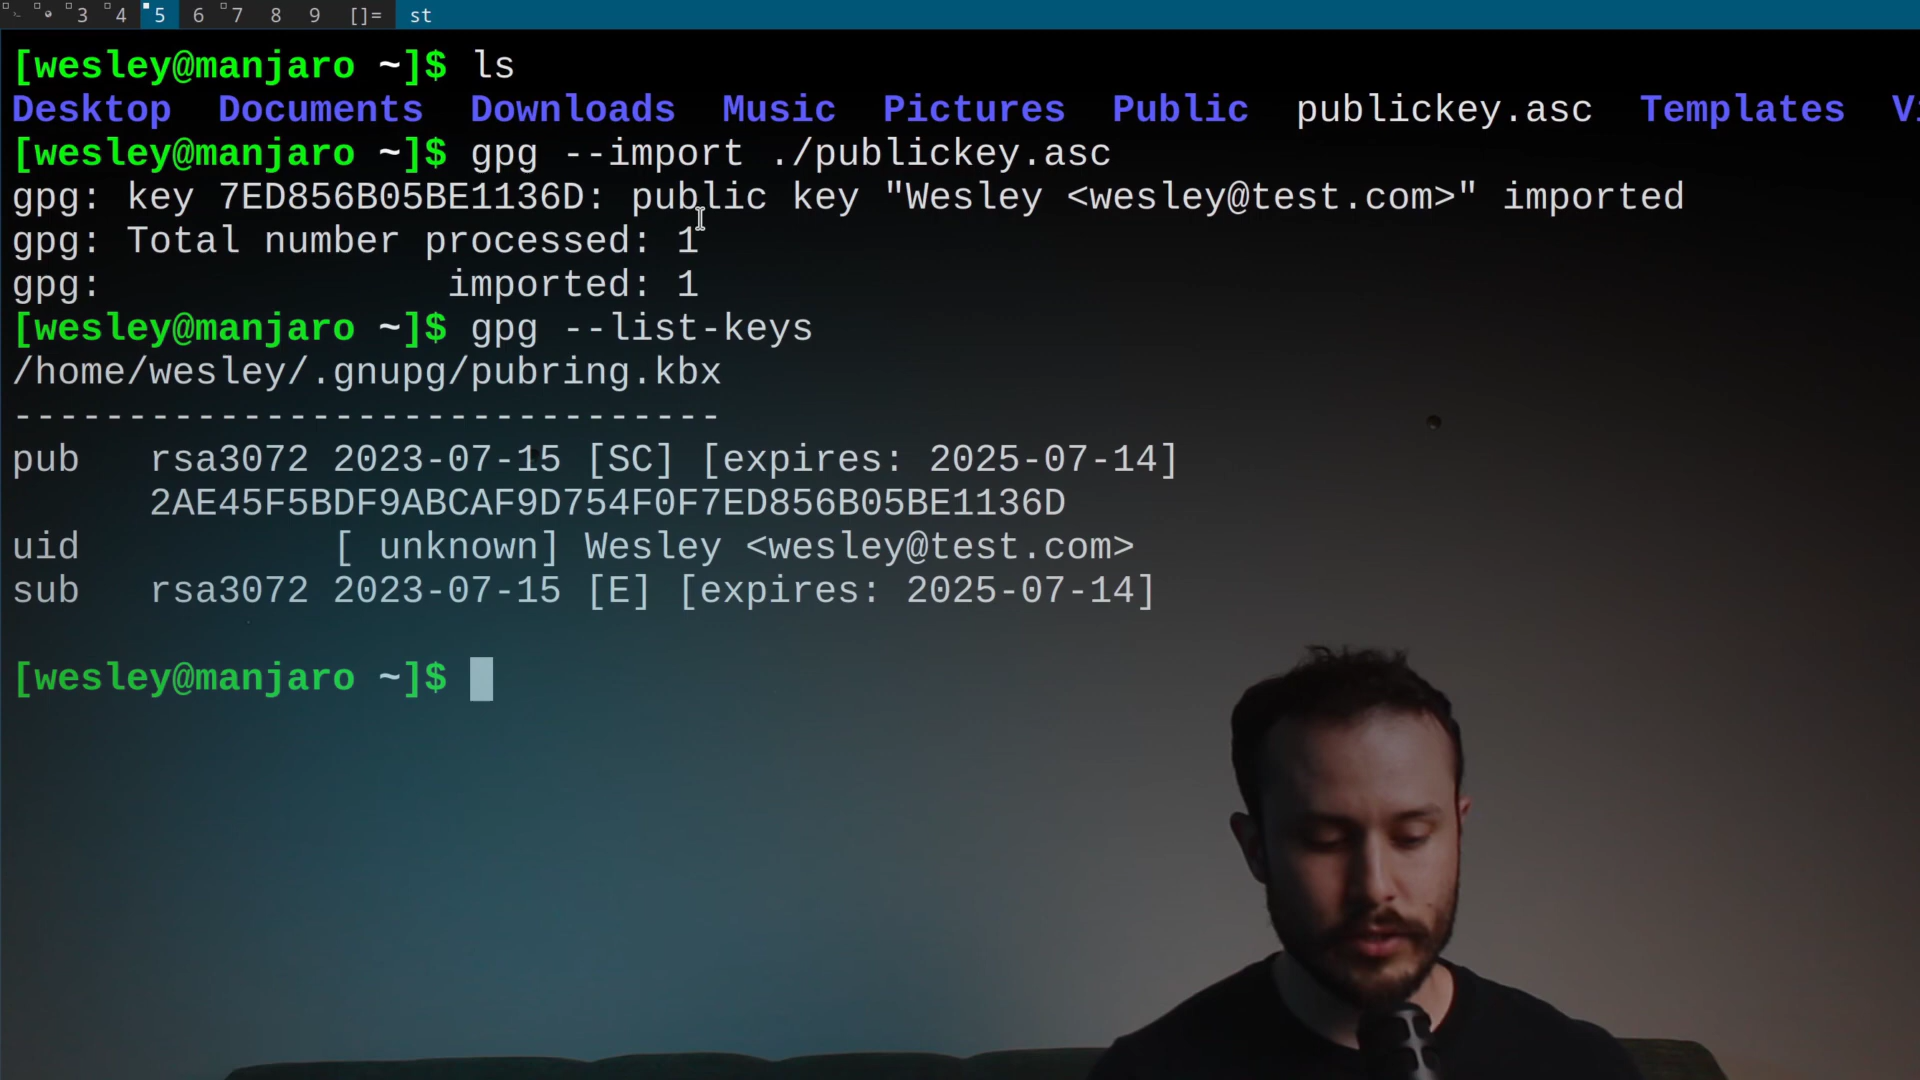 3 4 5 6 7 8 9 []= st
[wesley@manjaro ~]$ ls
Desktop Documents Downloads Music Pictures Public publickey.asc Templates Vi
[wesley@manjaro ~]$ gpg --import ./publickey.asc
gpg: key 7ED856B05BE1136D: public key "Wesley <wesley@test.com>" imported
gpg: Total number processed: 1
gpg:               imported: 1
[wesley@manjaro ~]$ gpg --list-keys
/home/wesley/.gnupg/pubring.kbx
-------------------------------
pub   rsa3072 2023-07-15 [SC] [expires: 2025-07-14]
      2AE45F5BDF9ABCAF9D754F0F7ED856B05BE1136D
uid           [ unknown] Wesley <wesley@test.com>
sub   rsa3072 2023-07-15 [E] [expires: 2025-07-14]
[wesley@manjaro ~]$